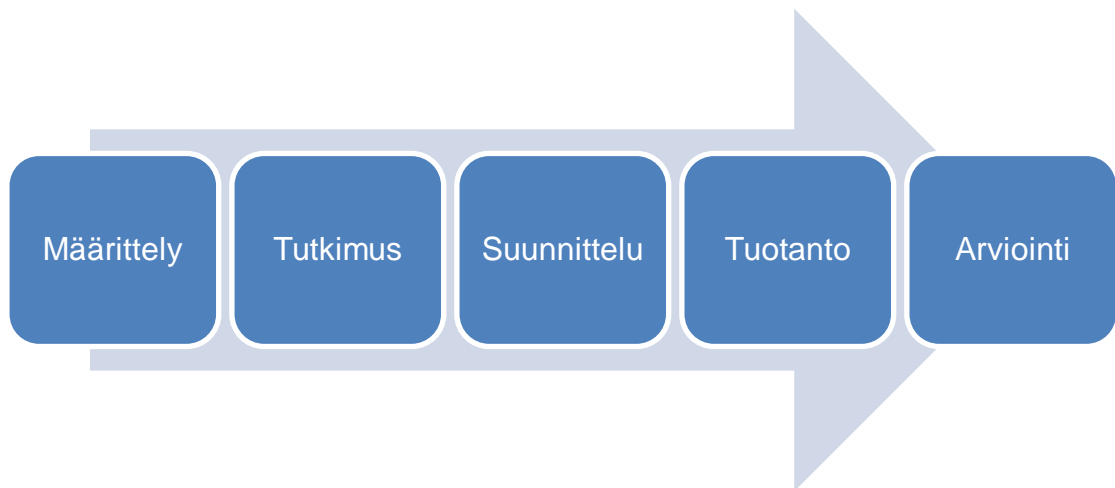 Määrittely
Tutkimus
Suunnittelu
Tuotanto
Arviointi